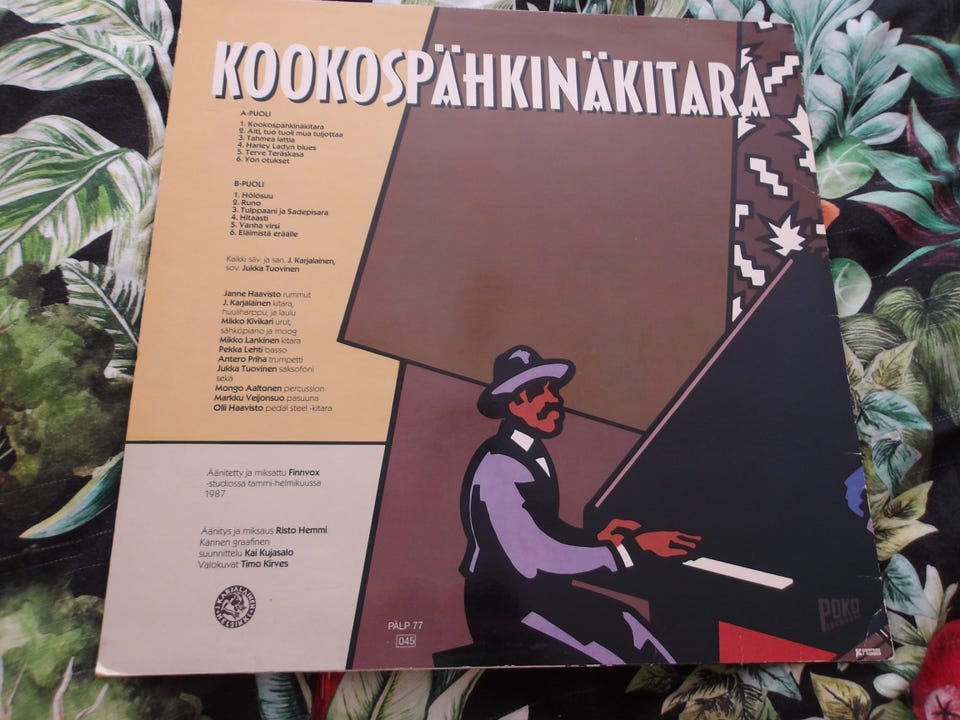 KOOKOSPÄHKINÄKITARA
A-PUOLI
1. Kookospähkinäkitara
2. Äiti, tuo tuoli mua tuijottaa
3. Tahmea lattia
4. Harley Ladyn blues
5. Terve Teräskasa
6. Yön otukset
B-PUOLI
1. Hölösuu
2. Runo
3. Tulppaani ja Sadepisara
4. Hitaasti
5. Vanha virsi
6. Eläimistä eräälle
Kaikki säv. ja san. J. Karjalainen,
sov. Jukka Tuovinen
Janne Haavisto rummut
J. Karjalainen kitara,
huuliharppu, ja laulu
Mikko Kivikari urut,
sähköpiano ja moog
Mikko Lankinen kitara
Pekka Lehti basso
Antero Priha trumpetti
Jukka Tuovinen saksofoni
sekä
Mongo Aaltonen percussion
Markku Veijonsuo pasuuna
Olli Haavisto pedal steel -kitara
Äänitetty ja miksattu Finnvox
-studiossa tammi-helmikuussa
1987
Äänitys ja miksaus Risto Hemmi
Kannen graafinen
suunnittelu Kai Kujasalo
Valokuvat Timo Kirves
J. KARJALAINEN
HELSINKI
PÄLP 77
045
POKO